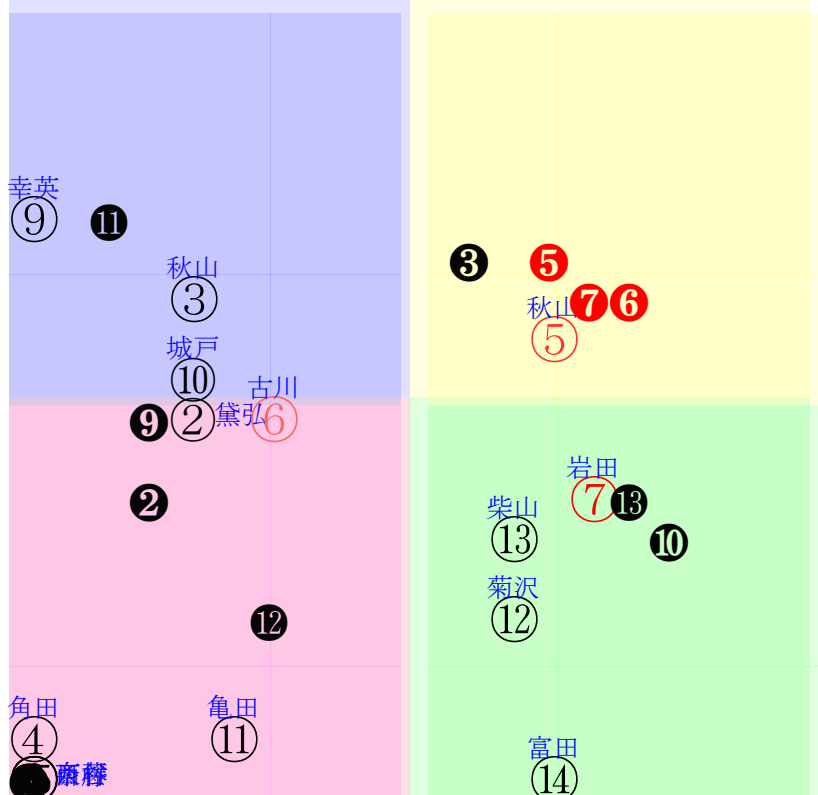 幸英
⑨ ⓫
秋山
③
❸ ❺
❼ ❻
秋山
⑤
城戸
⑩
古川
❾ ② 黛弘 ⑥
❷
岩田
⑦ ⓭
柴山
⑬ ❿
菊沢
⑫
⓬
角田
④
亀田
⑪
富田
⑭